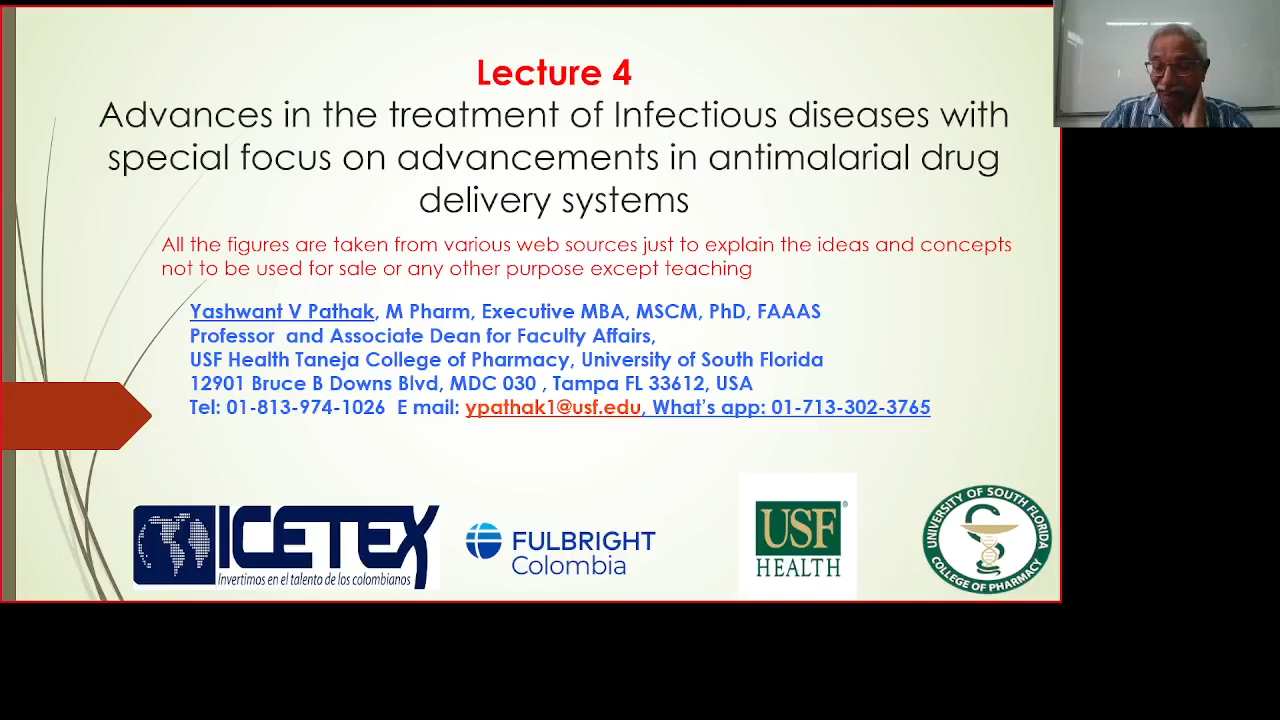 Lecture 4
Advances in the treatment of Infectious diseases with
special focus on advancements in antimalarial drug
delivery systems
All the figures are taken from various web sources just to explain the ideas and concepts
not to be used for sale or any other purpose except teaching
Yashwant V Pathak, M Pharm, Executive MBA, MSCM, PhD, FAAAS
Professor  and Associate Dean for Faculty Affairs,
USF Health Taneja College of Pharmacy, University of South Florida
12901 Bruce B Downs Blvd, MDC 030 , Tampa FL 33612, USA
Tel: 01-813-974-1026  E mail: ypathak1@usf.edu, What’s app: 01-713-302-3765
ICETEX
Invertimos en el talento de los colombianos
FULBRIGHT
Colombia
USF®
HEALTH
UNIVERSITY OF SOUTH FLORIDA
COLLEGE OF PHARMACY